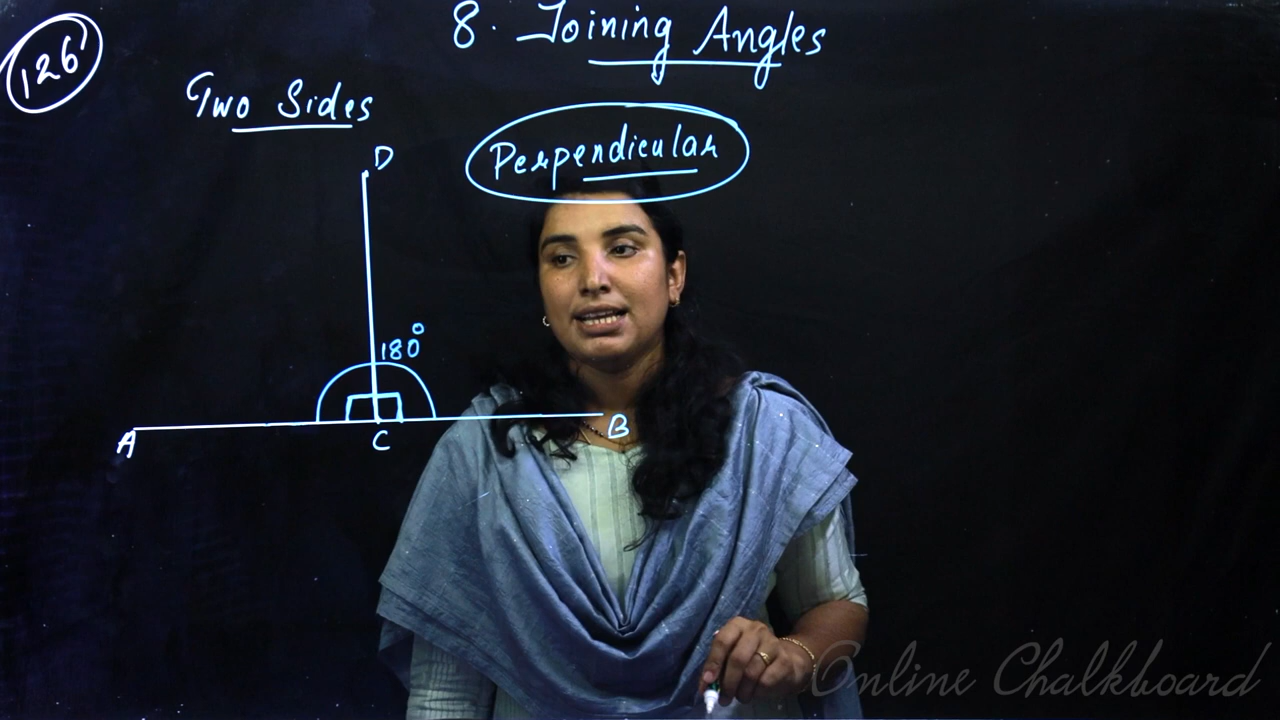 8. Joining Angles
126
Two Sides
Perpendicular
D
180°
A
C
B
Online Chalkboard